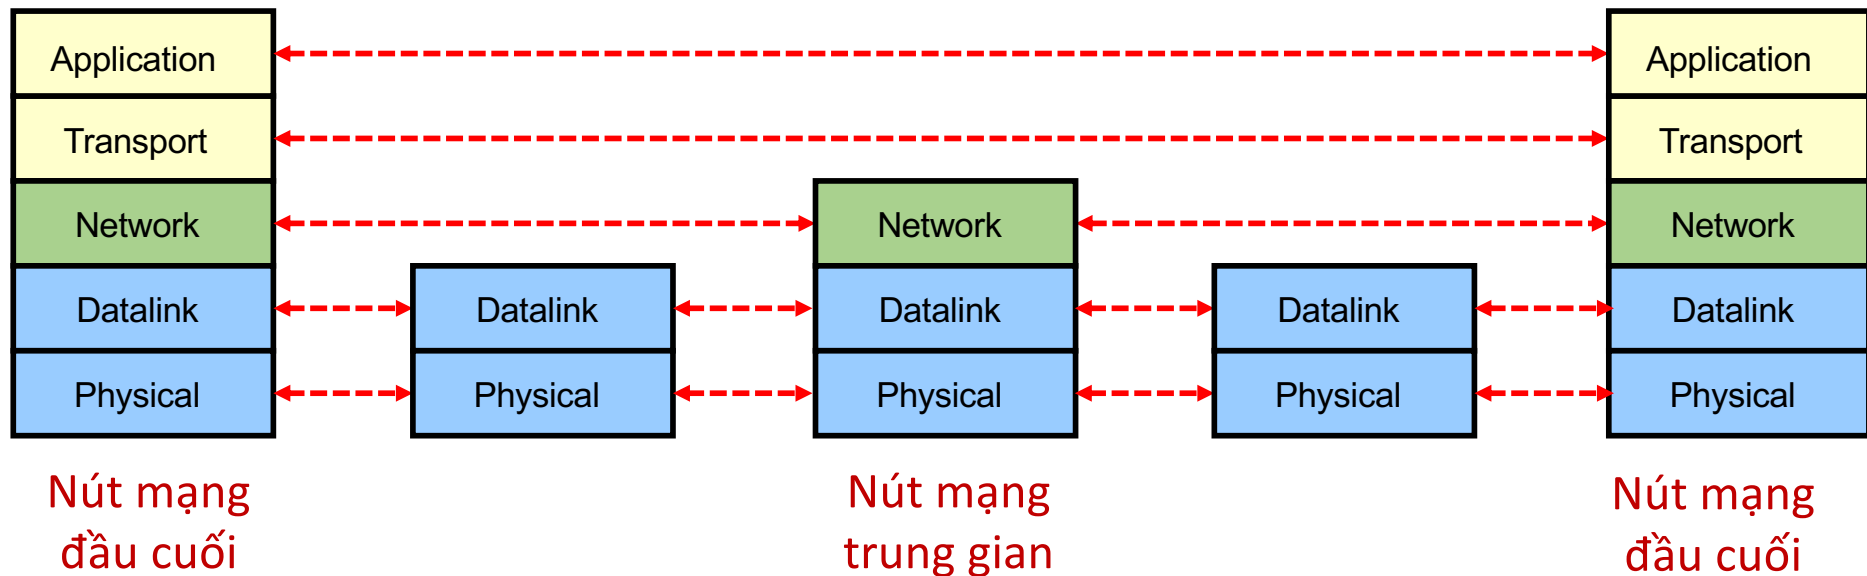 Application
Application
Transport
Transport
Network
Network
Network
Datalink
Datalink
Datalink
Datalink
Datalink
Physical
Physical
Physical
Physical
Physical
Nút mạng
đầu cuối
Nút mạng
trung gian
Nút mạng
đầu cuối